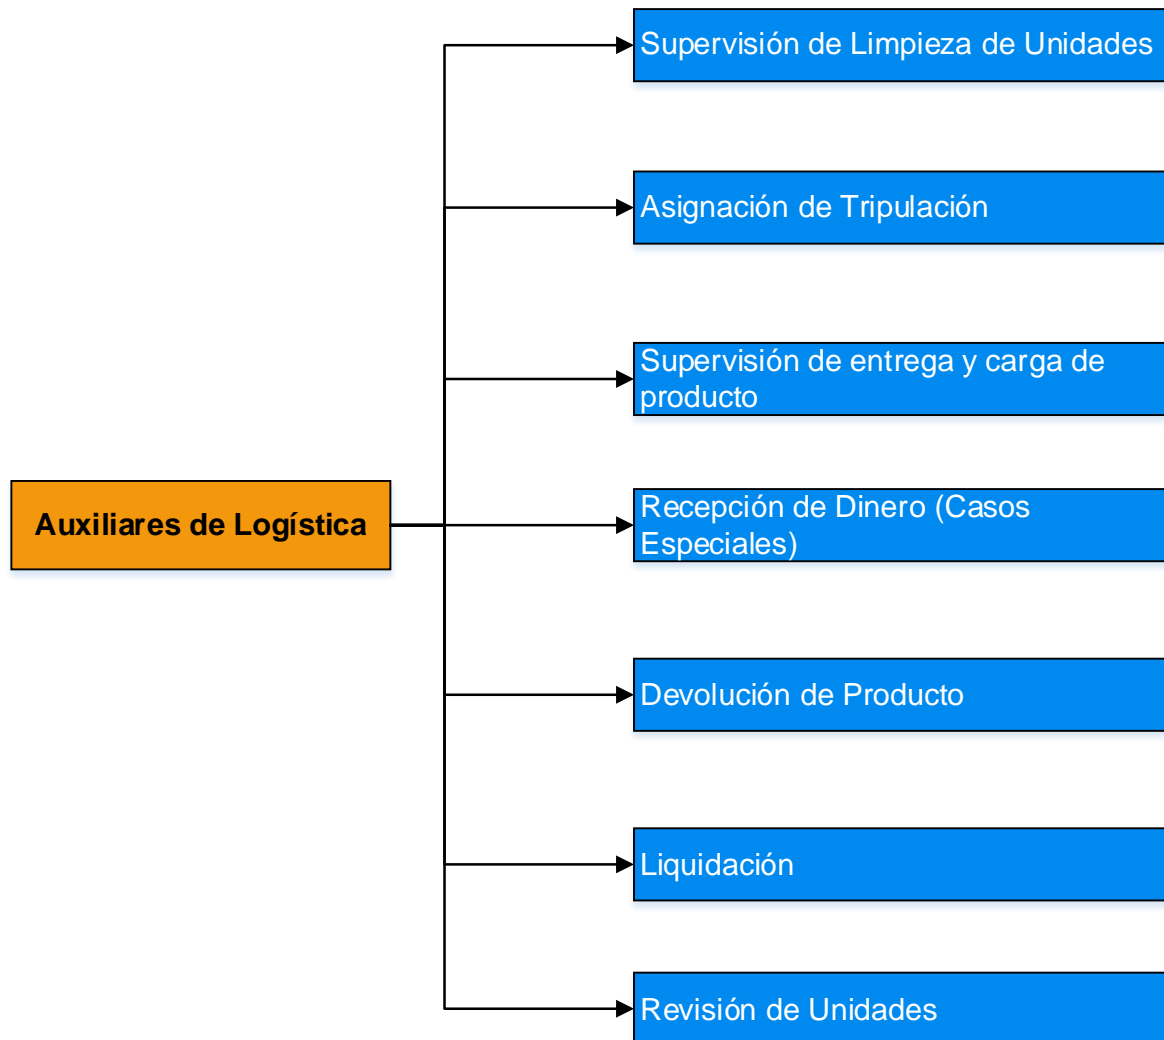 Supervisión de Limpieza de Unidades
Asignación de Tripulación
Supervisión de entrega y carga de
producto
Auxiliares de Logística
Recepción de Dinero (Casos
Especiales)
Devolución de Producto
Liquidación
Revisión de Unidades